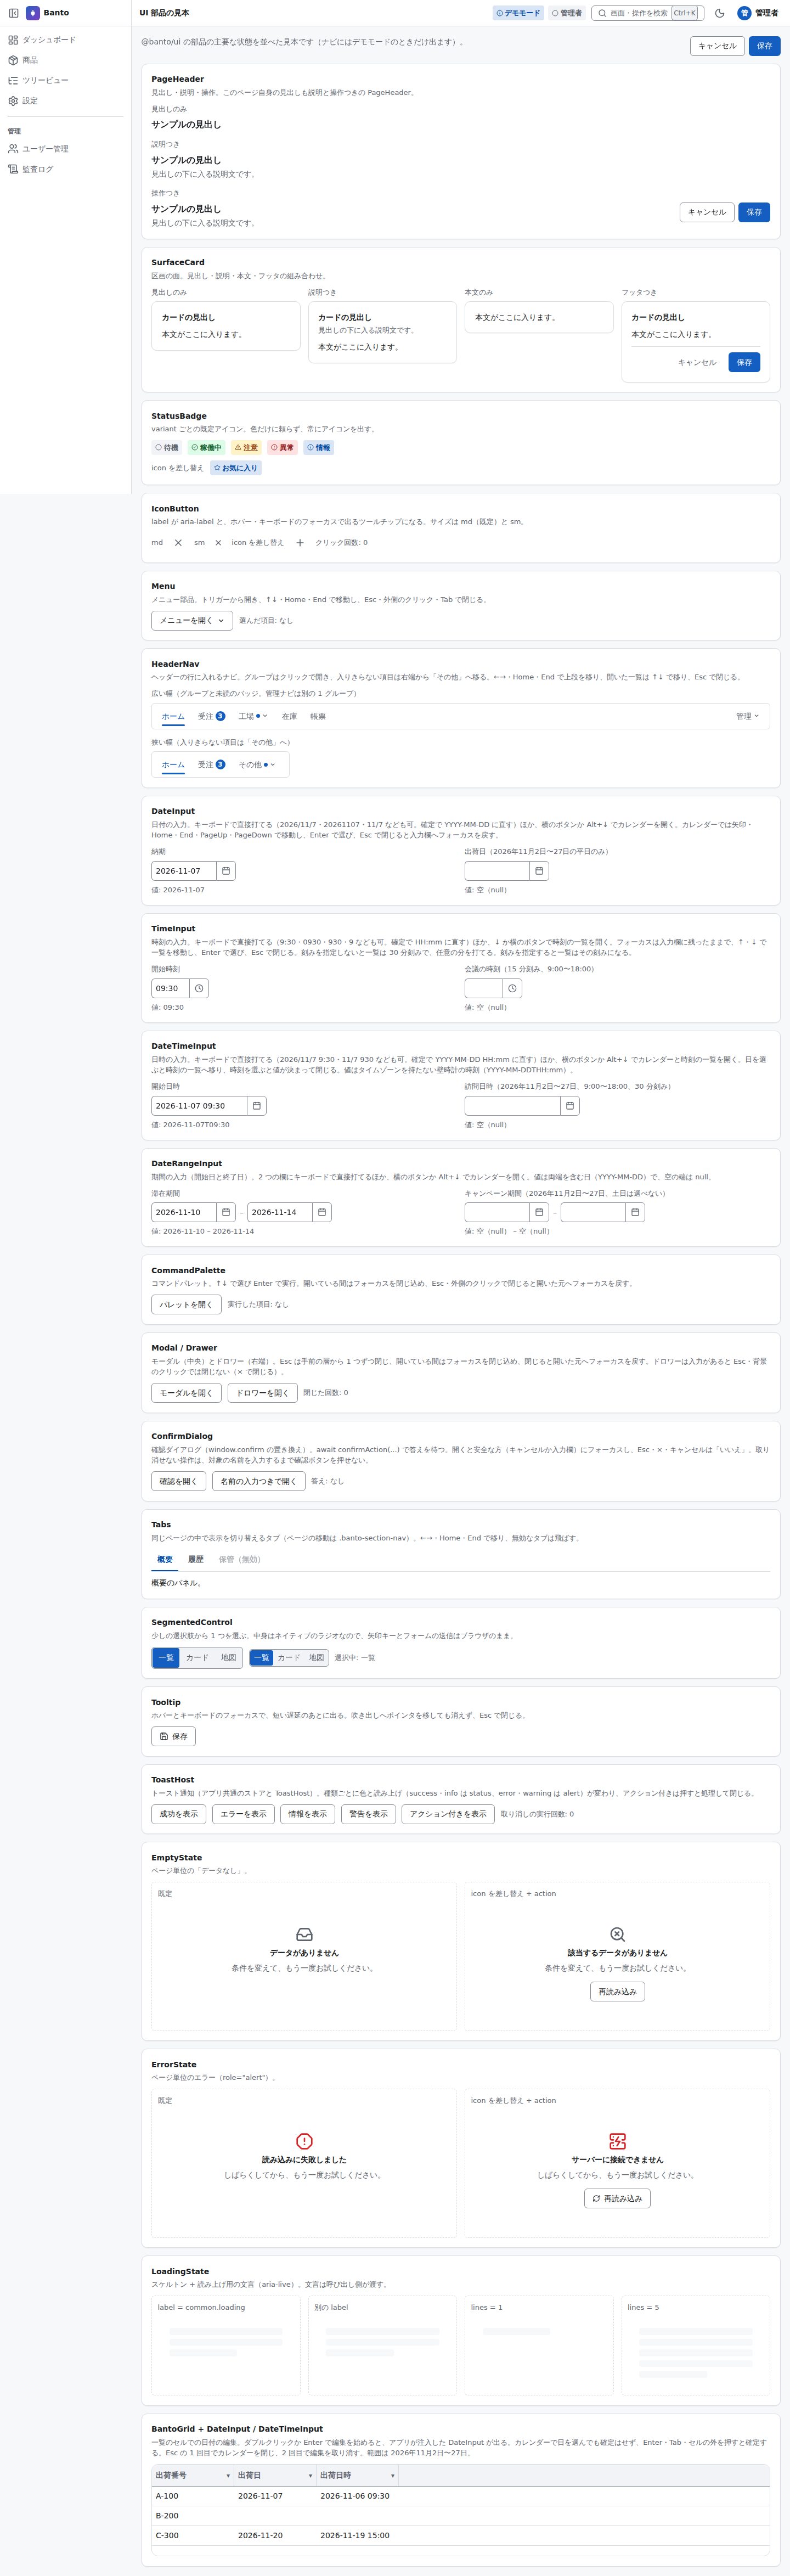 Banto
UI 部品の見本
デモモード
管理者
画面・操作を検索
Ctrl+K
管
管理者
ダッシュボード
商品
ツリービュー
設定
管理
ユーザー管理
監査ログ
@banto/ui の部品の主要な状態を並べた見本です（ナビにはデモモードのときだけ出ます）。
キャンセル
保存
PageHeader
見出し・説明・操作。このページ自身の見出しも説明と操作つきの PageHeader。
見出しのみ
サンプルの見出し
説明つき
サンプルの見出し
見出しの下に入る説明文です。
操作つき
サンプルの見出し
見出しの下に入る説明文です。
キャンセル
保存
SurfaceCard
区画の面。見出し・説明・本文・フッタの組み合わせ。
見出しのみ
カードの見出し
本文がここに入ります。
説明つき
カードの見出し
見出しの下に入る説明文です。
本文がここに入ります。
本文のみ
本文がここに入ります。
フッタつき
カードの見出し
本文がここに入ります。
キャンセル
保存
StatusBadge
variant ごとの既定アイコン。色だけに頼らず、常にアイコンを出す。
待機
稼働中
注意
異常
情報
icon を差し替え
お気に入り
IconButton
label が aria-label と、ホバー・キーボードのフォーカスで出るツールチップになる。サイズは md（既定）と sm。
md
sm
icon を差し替え
クリック回数: 0
Menu
メニュー部品。トリガーから開き、↑↓・Home・End で移動し、Esc・外側のクリック・Tab で閉じる。
メニューを開く
選んだ項目: なし
HeaderNav
ヘッダーの行に入れるナビ。グループはクリックで開き、入りきらない項目は右端から「その他」へ移る。←→・Home・End で上段を移り、開いた一覧は ↑↓ で移り、Esc で閉じる。
広い幅（グループと未読のバッジ。管理ナビは別の 1 グループ）
ホーム
受注
3
工場
在庫
帳票
管理
狭い幅（入りきらない項目は「その他」へ）
ホーム
受注
3
その他
DateInput
日付の入力。キーボードで直接打てる（2026/11/7・20261107・11/7 なども可。確定で YYYY-MM-DD に直す）ほか、横のボタンか Alt+↓ でカレンダーを開く。カレンダーでは矢印・
Home・End・PageUp・PageDown で移動し、Enter で選び、Esc で閉じると入力欄へフォーカスを戻す。
納期
2026-11-07
値: 2026-11-07
出荷日（2026年11月2日〜27日の平日のみ）
値: 空（null）
TimeInput
時刻の入力。キーボードで直接打てる（9:30・0930・930・9 なども可。確定で HH:mm に直す）ほか、↓ か横のボタンで時刻の一覧を開く。フォーカスは入力欄に残ったままで、↑・↓ で
一覧を移動し、Enter で選び、Esc で閉じる。刻みを指定しないと一覧は 30 分刻みで、任意の分を打てる。刻みを指定すると一覧はその刻みになる。
開始時刻
09:30
値: 09:30
会議の時刻（15 分刻み、9:00〜18:00）
値: 空（null）
DateTimeInput
日時の入力。キーボードで直接打てる（2026/11/7 9:30・11/7 930 なども可。確定で YYYY-MM-DD HH:mm に直す）ほか、横のボタンか Alt+↓ でカレンダーと時刻の一覧を開く。日を選
ぶと時刻の一覧へ移り、時刻を選ぶと値が決まって閉じる。値はタイムゾーンを持たない壁時計の時刻（YYYY-MM-DDTHH:mm）。
開始日時
2026-11-07 09:30
値: 2026-11-07T09:30
訪問日時（2026年11月2日〜27日、9:00〜18:00、30 分刻み）
値: 空（null）
DateRangeInput
期間の入力（開始日と終了日）。2 つの欄にキーボードで直接打てるほか、横のボタンか Alt+↓ でカレンダーを開く。値は両端を含む日（YYYY-MM-DD）で、空の端は null。
滞在期間
2026-11-10
–
2026-11-14
値: 2026-11-10 – 2026-11-14
キャンペーン期間（2026年11月2日〜27日、土日は選べない）
–
値: 空（null） – 空（null）
CommandPalette
コマンドパレット。↑↓ で選び Enter で実行。開いている間はフォーカスを閉じ込め、Esc・外側のクリックで閉じると開いた元へフォーカスを戻す。
パレットを開く
実行した項目: なし
Modal / Drawer
モーダル（中央）とドロワー（右端）。Esc は手前の層から 1 つずつ閉じ、開いている間はフォーカスを閉じ込め、閉じると開いた元へフォーカスを戻す。ドロワーは入力があると Esc・背景
のクリックでは閉じない（× で閉じる）。
モーダルを開く
ドロワーを開く
閉じた回数: 0
ConfirmDialog
確認ダイアログ（window.confirm の置き換え）。await confirmAction(...) で答えを待つ。開くと安全な方（キャンセルか入力欄）にフォーカスし、Esc・×・キャンセルは「いいえ」。取り
消せない操作は、対象の名前を入力するまで確認ボタンを押せない。
確認を開く
名前の入力つきで開く
答え: なし
Tabs
同じページの中で表示を切り替えるタブ（ページの移動は .banto-section-nav）。←→・Home・End で移り、無効なタブは飛ばす。
概要
履歴
保管（無効）
概要のパネル。
SegmentedControl
少しの選択肢から 1 つを選ぶ。中身はネイティブのラジオなので、矢印キーとフォームの送信はブラウザのまま。
一覧
カード
地図
一覧
カード
地図
選択中: 一覧
Tooltip
ホバーとキーボードのフォーカスで、短い遅延のあとに出る。吹き出しへポインタを移しても消えず、Esc で閉じる。
保存
ToastHost
トースト通知（アプリ共通のストアと ToastHost）。種類ごとに色と読み上げ（success・info は status、error・warning は alert）が変わり、アクション付きは押すと処理して閉じる。
成功を表示
エラーを表示
情報を表示
警告を表示
アクション付きを表示
取り消しの実行回数: 0
EmptyState
ページ単位の「データなし」。
既定
データがありません
条件を変えて、もう一度お試しください。
icon を差し替え + action
該当するデータがありません
条件を変えて、もう一度お試しください。
再読み込み
ErrorState
ページ単位のエラー（role="alert"）。
既定
読み込みに失敗しました
しばらくしてから、もう一度お試しください。
icon を差し替え + action
サーバーに接続できません
しばらくしてから、もう一度お試しください。
再読み込み
LoadingState
スケルトン + 読み上げ用の文言（aria-live）。文言は呼び出し側が渡す。
label = common.loading
別の label
lines = 1
lines = 5
BantoGrid + DateInput / DateTimeInput
一覧のセルでの日付の編集。ダブルクリックか Enter で編集を始めると、アプリが注入した DateInput が出る。カレンダーで日を選んでも確定はせず、Enter・Tab・セルの外を押すと確定す
る。Esc の 1 回目でカレンダーを閉じ、2 回目で編集を取り消す。範囲は 2026年11月2日〜27日。
出荷番号
出荷日
出荷日時
A-100
2026-11-07
2026-11-06 09:30
B-200
C-300
2026-11-20
2026-11-19 15:00